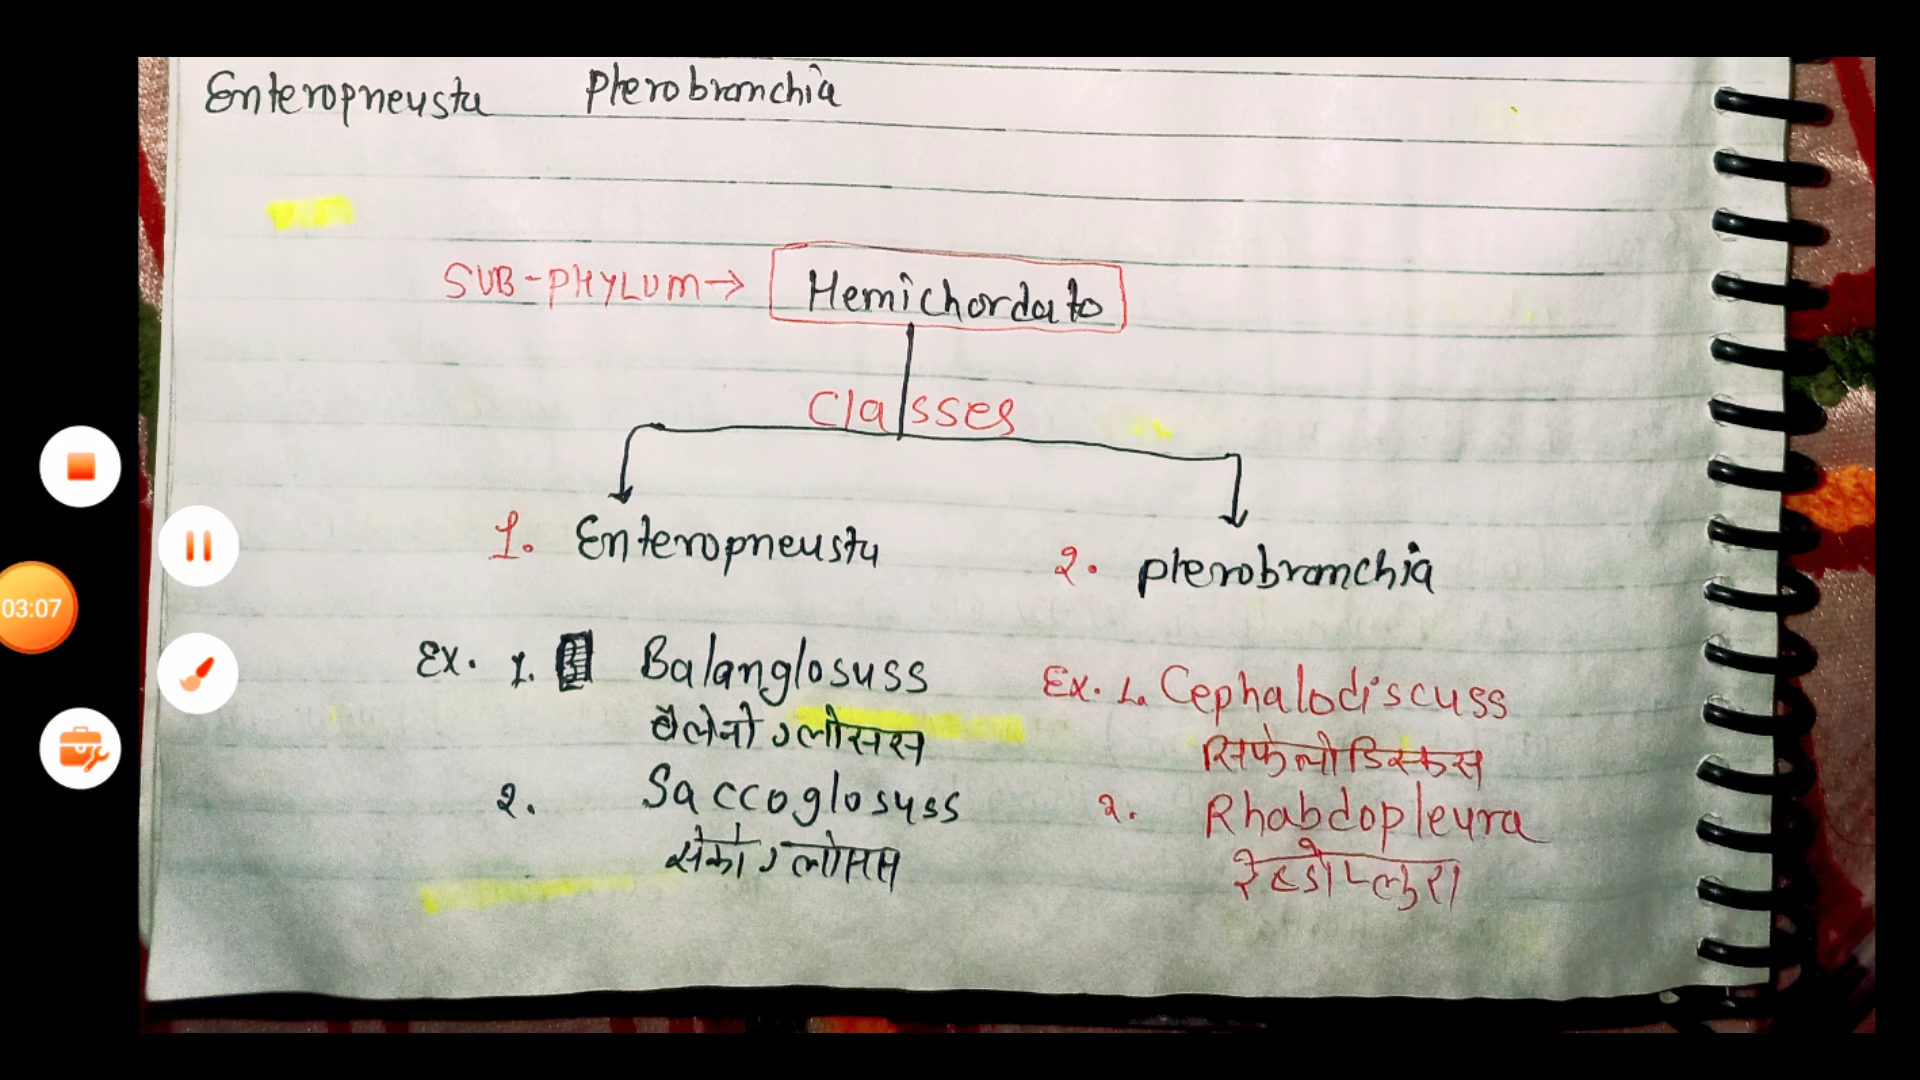 Enteropneusta Pterobranchia
SUB-PHYLUM→ Hemichordata
Classes
1. Enteropneusta 2. pterobranchia
Ex. 1. Balanglosuss Ex. 1. Cephalodiscuss
बैलेनोग्लोसस सिफेलोडिस्कस
2. Saccoglosuss 2. Rhabdopleura
सेकोग्लोसस रेब्डोप्लुरा
03:07